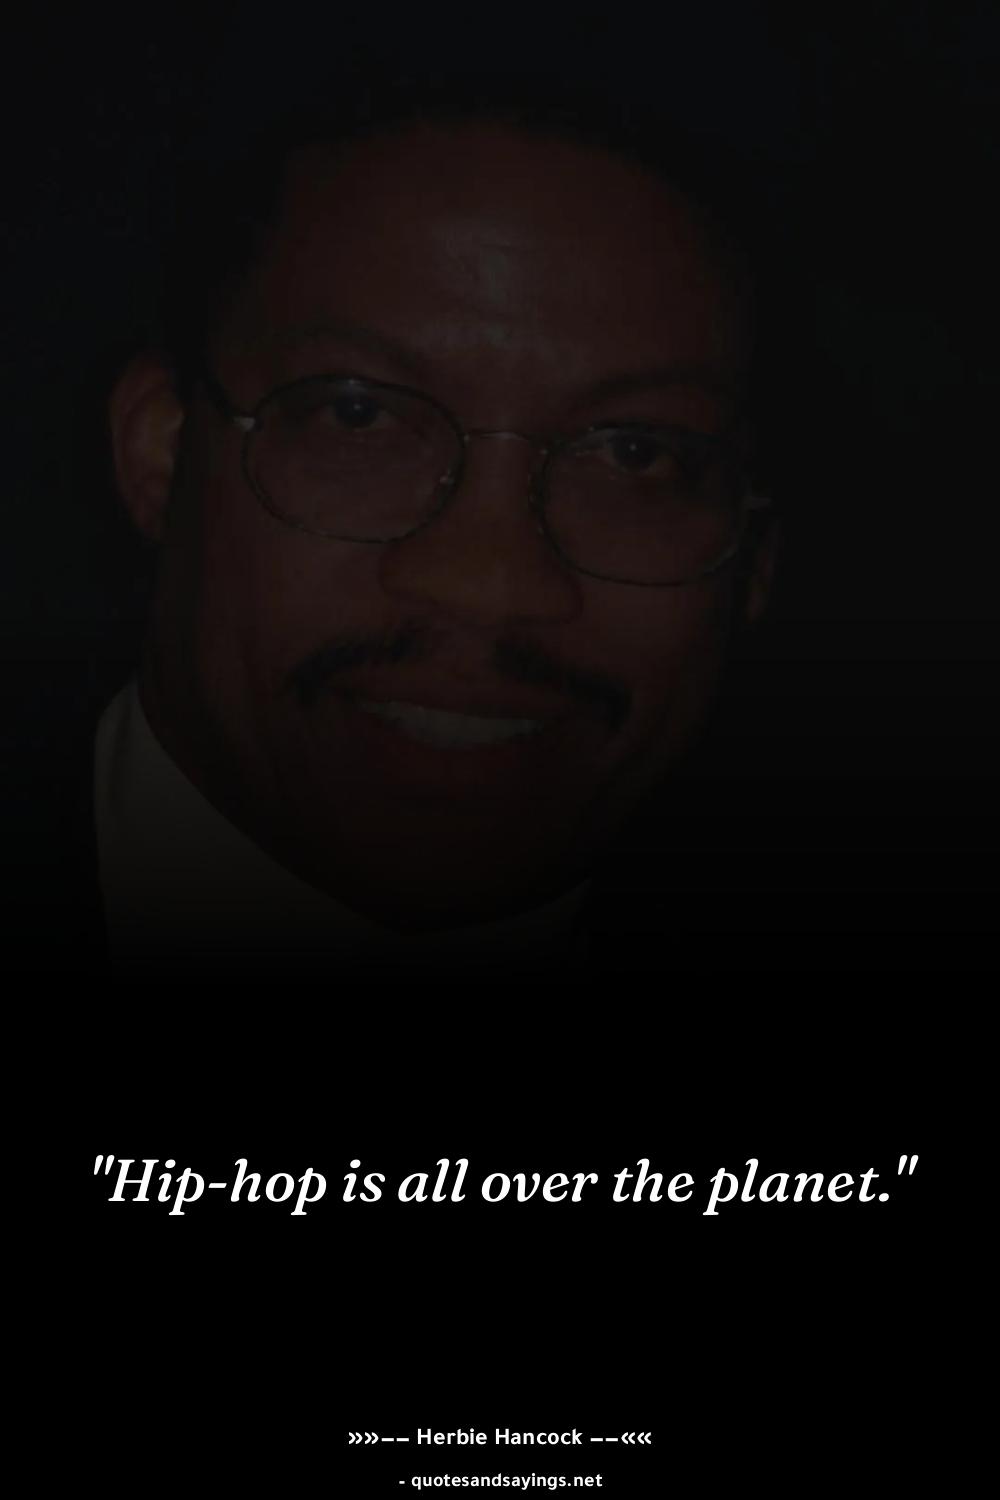 "Hip-hop is all over the planet."
»»–– Herbie Hancock ––««
- quotesandsayings.net